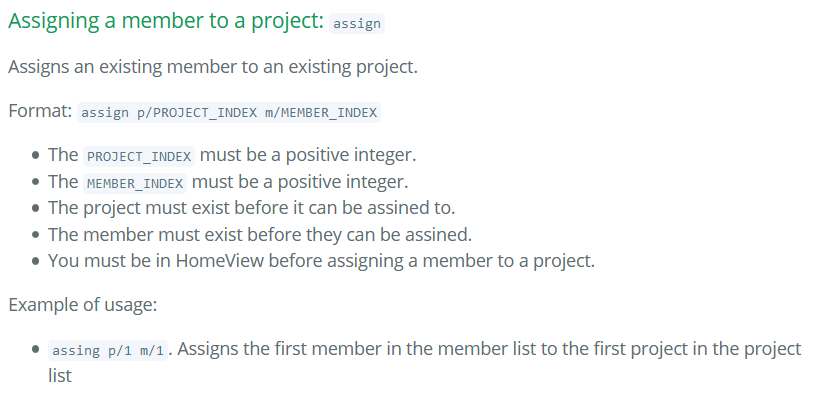 Assigning a member to a project: assign
Assigns an existing member to an existing project.
Format: assign p/PROJECT_INDEX m/MEMBER_INDEX
• The PROJECT_INDEX must be a positive integer.
• The MEMBER_INDEX must be a positive integer.
• The project must exist before it can be assined to.
• The member must exist before they can be assined.
• You must be in HomeView before assigning a member to a project.
Example of usage:
• assing p/1 m/1. Assigns the first member in the member list to the first project in the project
list